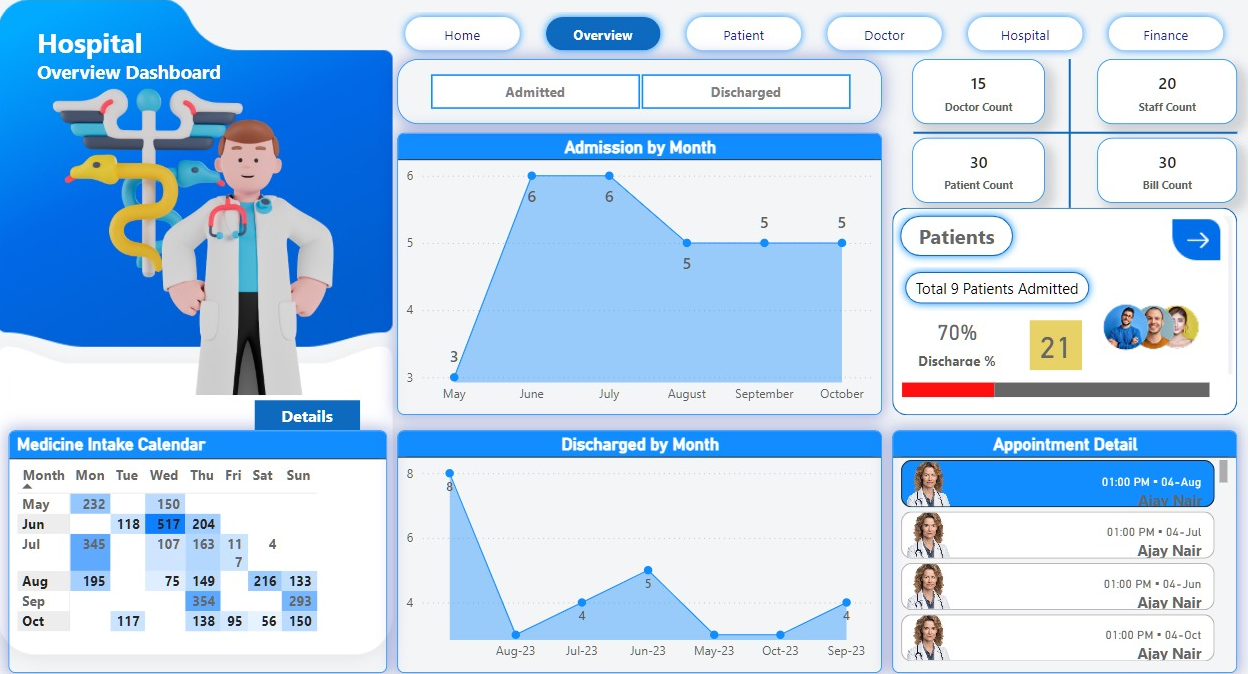 Hospital
Overview Dashboard
Home
Overview
Patient
Doctor
Hospital
Finance
Admitted
Discharged
15
Doctor Count
20
Staff Count
30
Patient Count
30
Bill Count
Admission by Month
6
5
4
3
3
6
6
5
5
5
May
June
July
August
September
October
Patients
Total 9 Patients Admitted
70%
Discharge %
21
Details
Medicine Intake Calendar
Month Mon Tue Wed Thu Fri Sat Sun
May 232 150
Jun 118 517 204
Jul 345 107 163 11 4
7
Aug 195 75 149 216 133
Sep 354 293
Oct 117 138 95 56 150
Discharged by Month
8
6
4
8
4
5
4
Aug-23
Jul-23
Jun-23
May-23
Oct-23
Sep-23
Appointment Detail
01:00 PM • 04-Aug
Ajay Nair
01:00 PM • 04-Jul
Ajay Nair
01:00 PM • 04-Jun
Ajay Nair
01:00 PM • 04-Oct
Ajay Nair